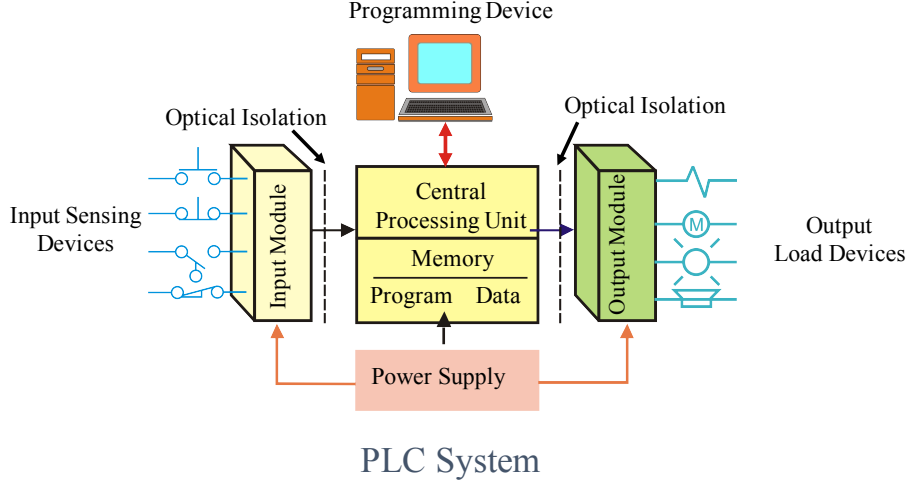 Programming Device
Optical Isolation
Optical Isolation
Input Sensing
Devices
Input Module
Central
Processing Unit
Memory
Program Data
Output Module
M
Output
Load Devices
Power Supply
PLC System